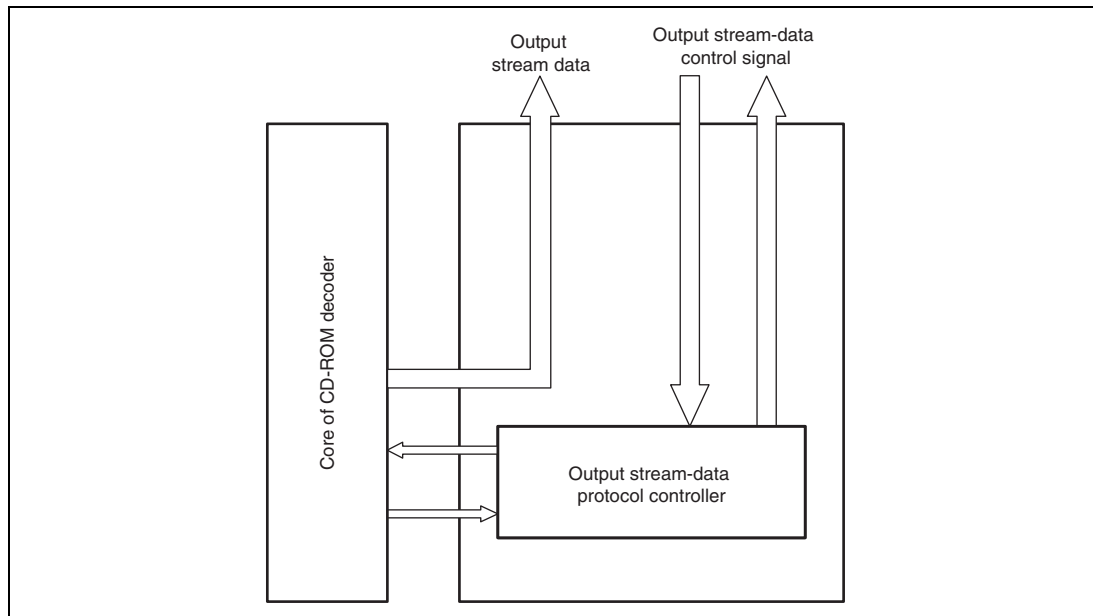 Output
stream data
Output stream-data
control signal
Core of CD-ROM decoder
Output stream-data
protocol controller